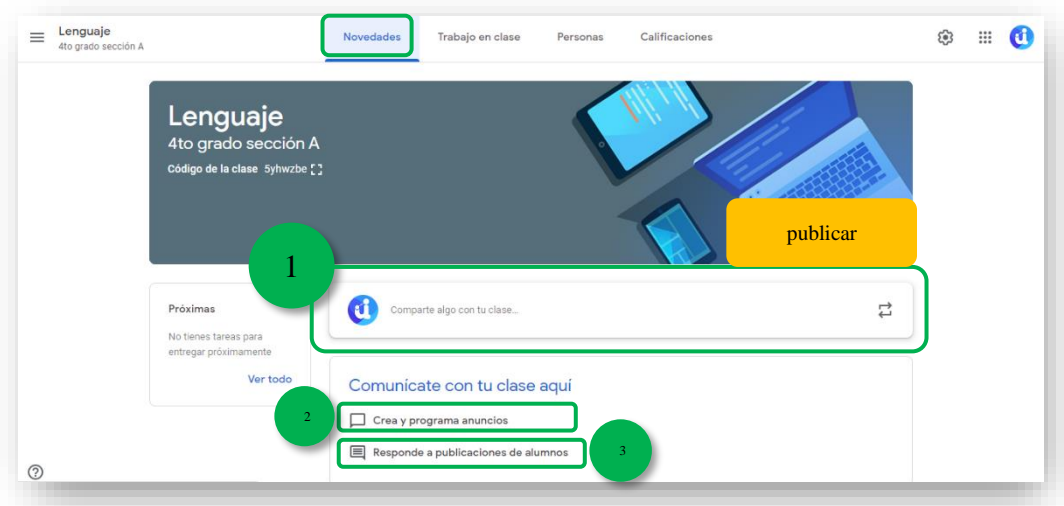 Lenguaje
4to grado sección A
Novedades
Trabajo en clase
Personas
Calificaciones
Lenguaje
4to grado sección A
Código de la clase 5yhwzbe
publicar
1
Comparte algo con tu clase...
Próximas
No tienes tareas para
entregar próximamente
Ver todo
Comunícate con tu clase aquí
2
Crea y programa anuncios
Responde a publicaciones de alumnos
3